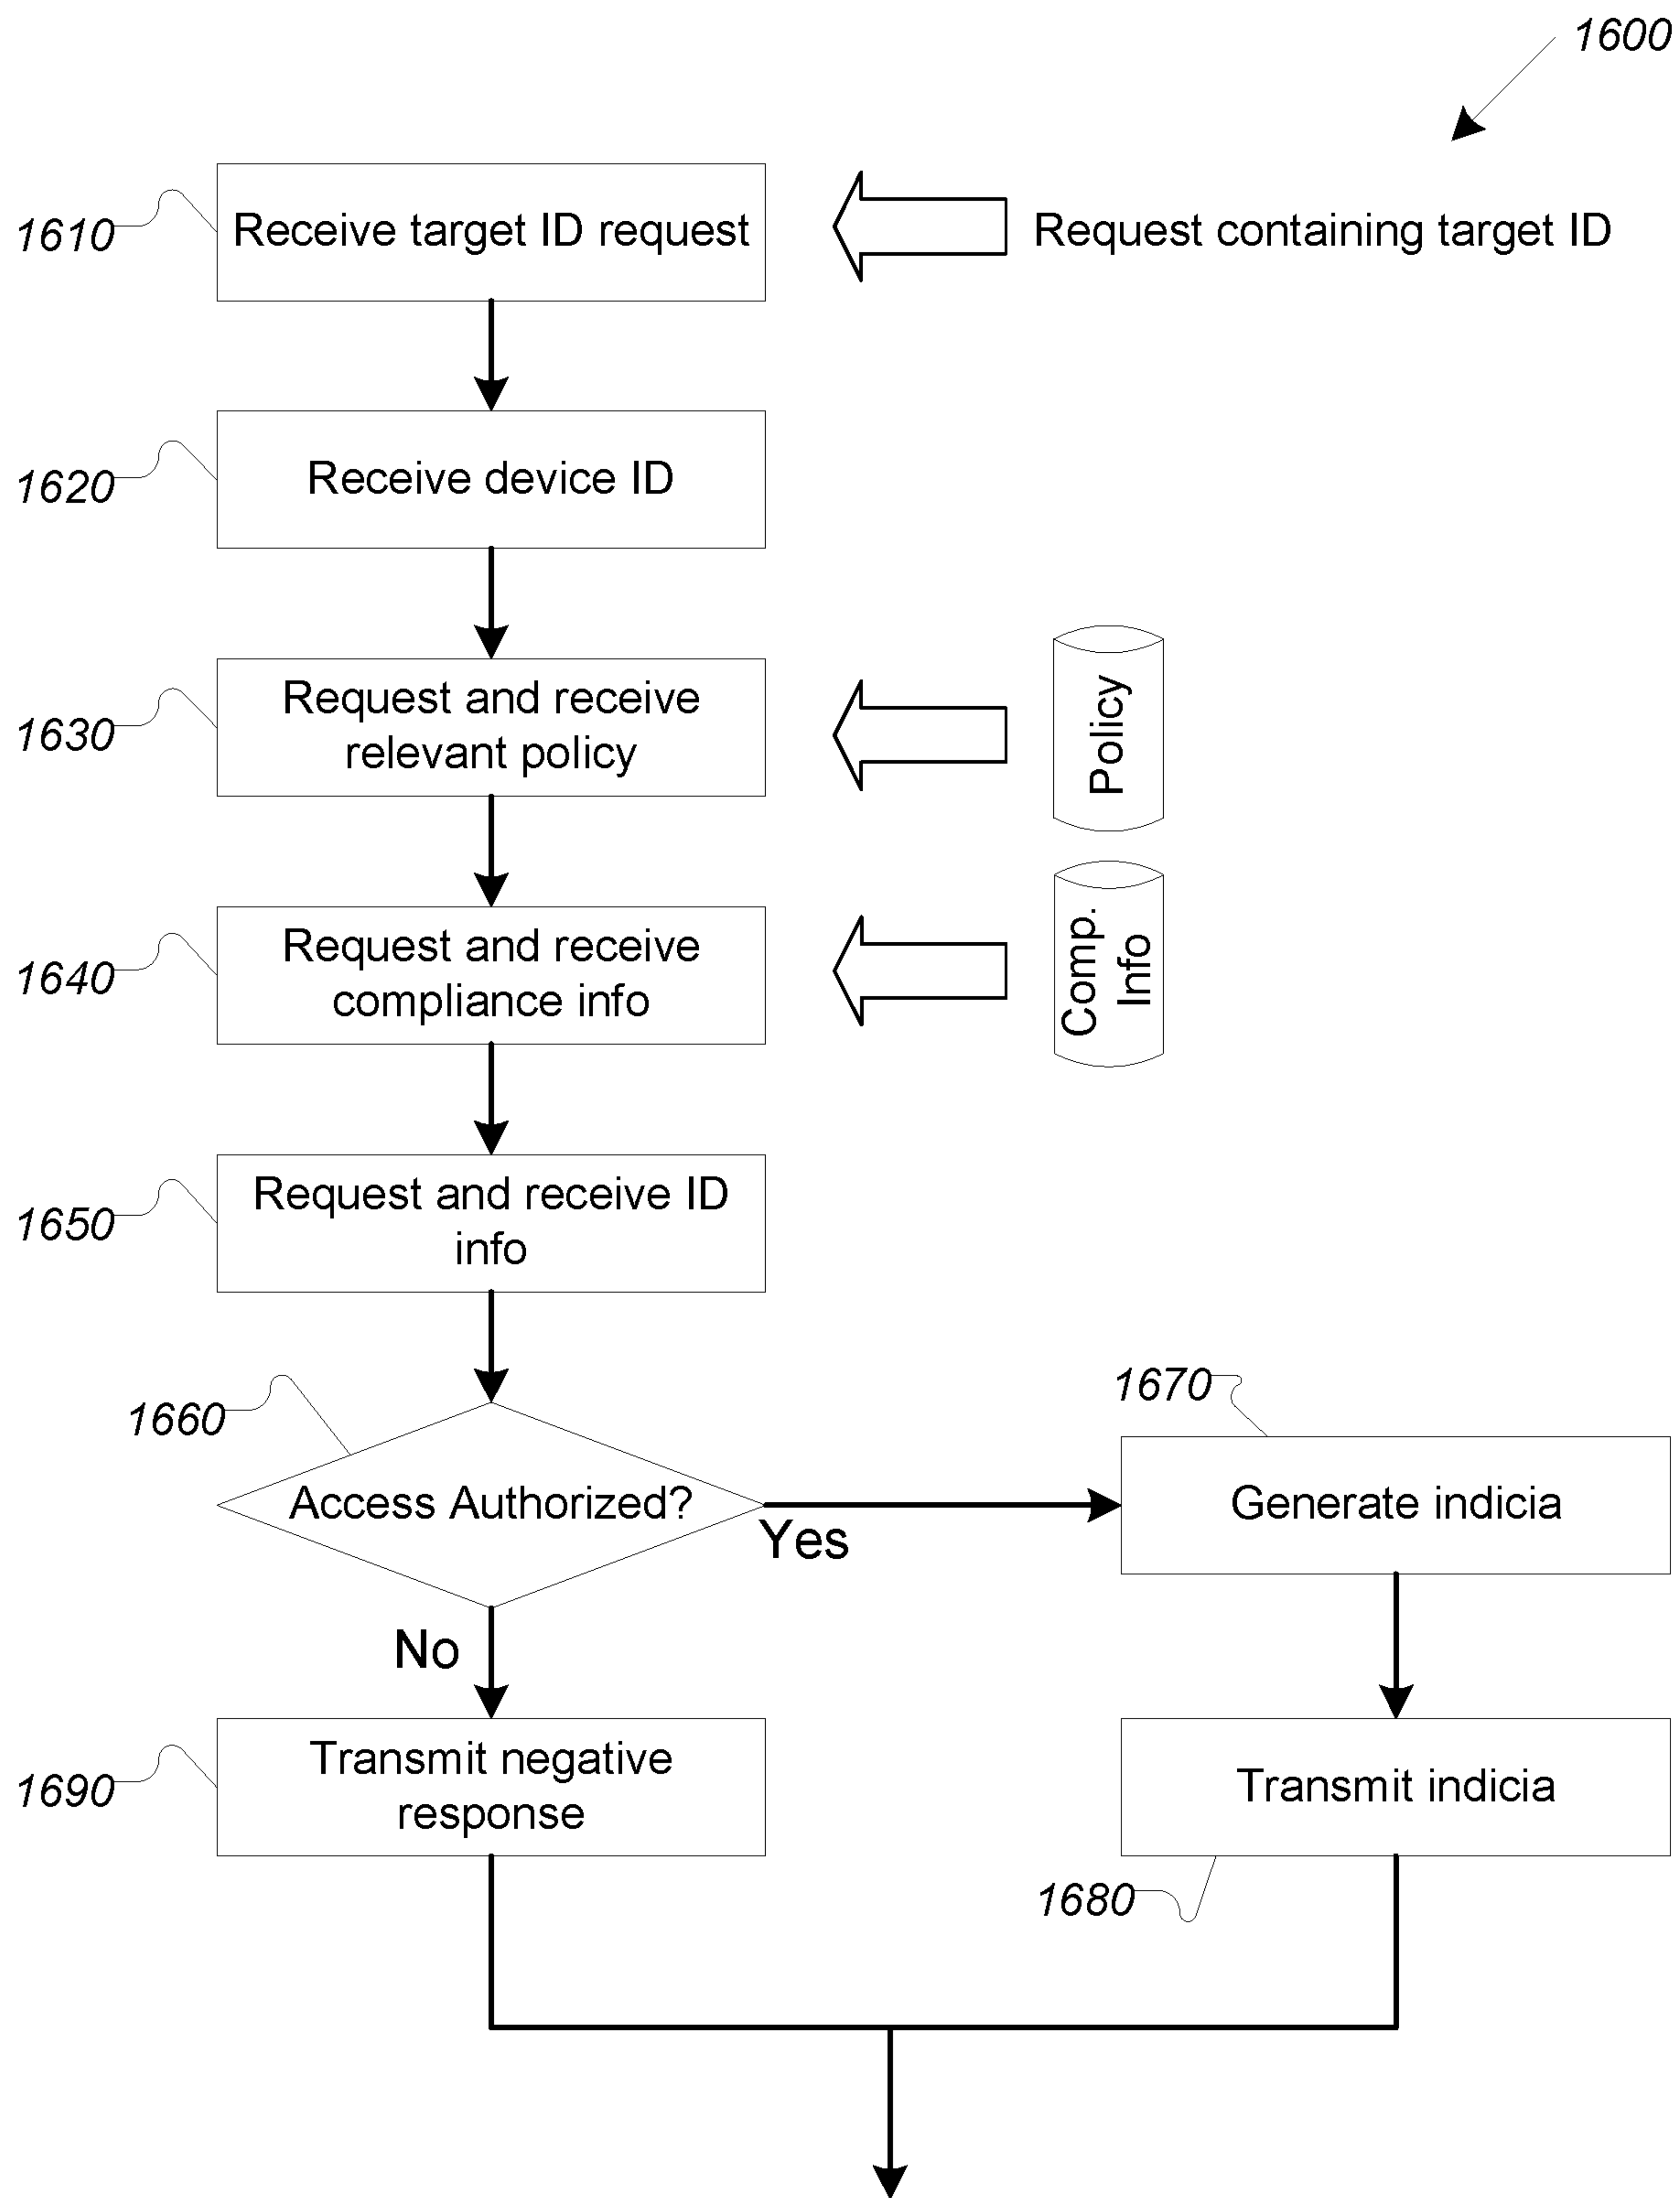 1600
1610
Receive target ID request
Request containing target ID
1620
Receive device ID
1630
Request and receive
relevant policy
Policy
1640
Request and receive
compliance info
Comp.
Info
1650
Request and receive ID
info
1660
Access Authorized?
Yes
No
1670
Generate indicia
1690
Transmit negative
response
Transmit indicia
1680